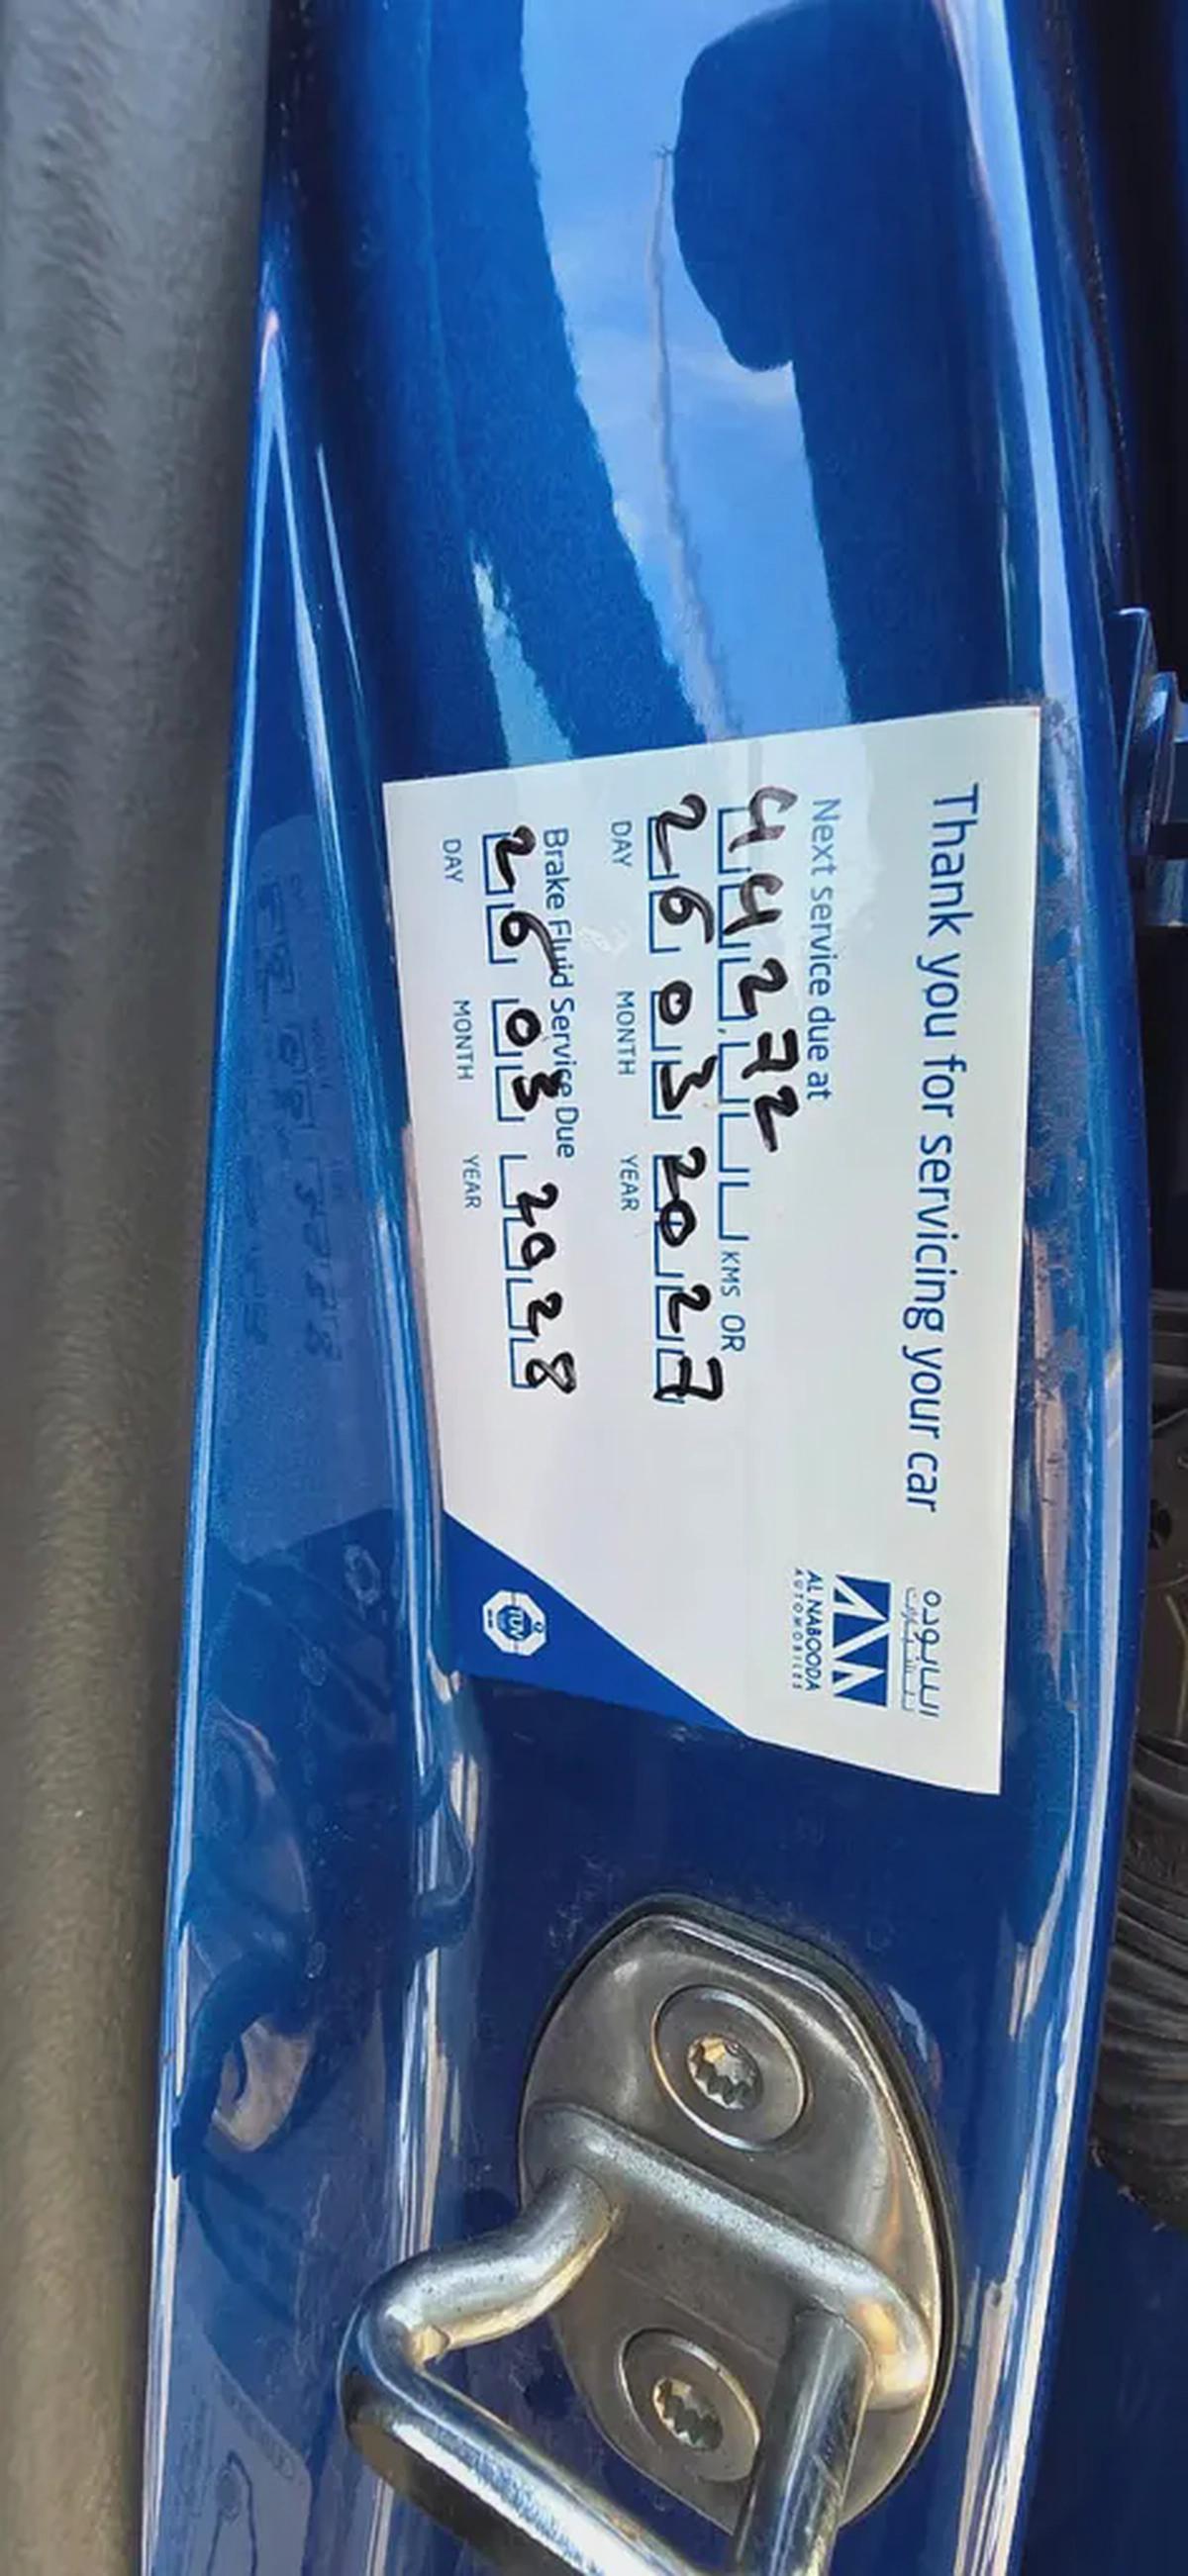 Thank you for servicing your car
النابوده
AL NABOODA
AUTOMOBILES
Next service due at
44272 KMS OR
26 03 2027
DAY MONTH YEAR
Brake Fluid Service Due
26 03 2028
DAY MONTH YEAR
TÜV